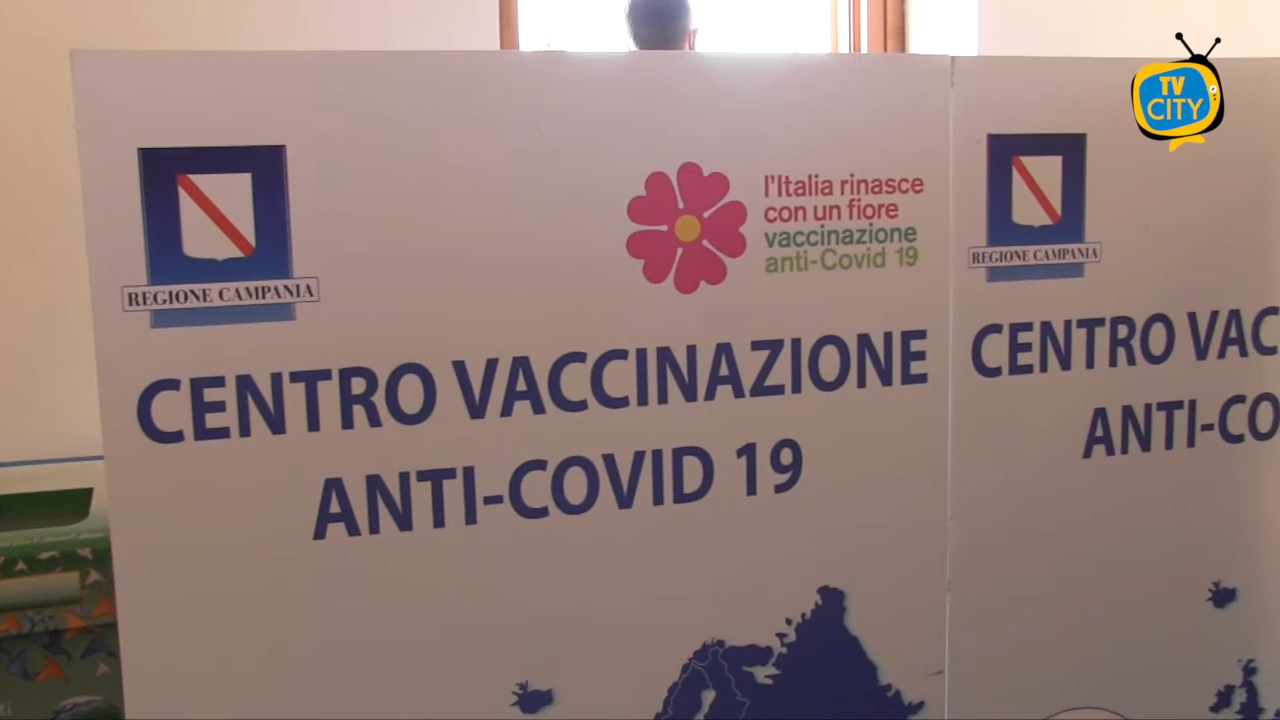 TV
CITY
REGIONE CAMPANIA
l'Italia rinasce
con un fiore
vaccinazione
anti-Covid 19
CENTRO VACCINAZIONE
ANTI-COVID 19
REGIONE CAMPANIA
CENTRO VAC
ANTI-CO